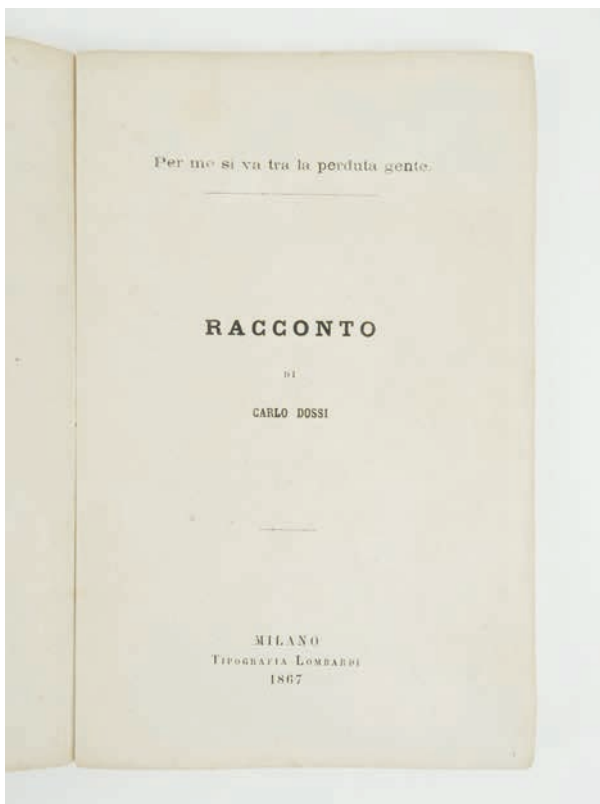 Per me si va tra la perduta gente.
RACCONTO
DI
CARLO DOSSI
MILANO
TIPOGRAFIA LOMBARDI
1867